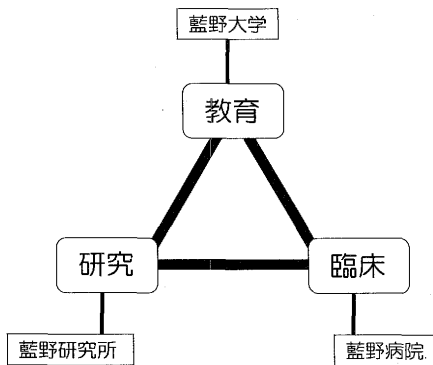 藍野大学
教育
研究
臨床
藍野研究所
藍野病院